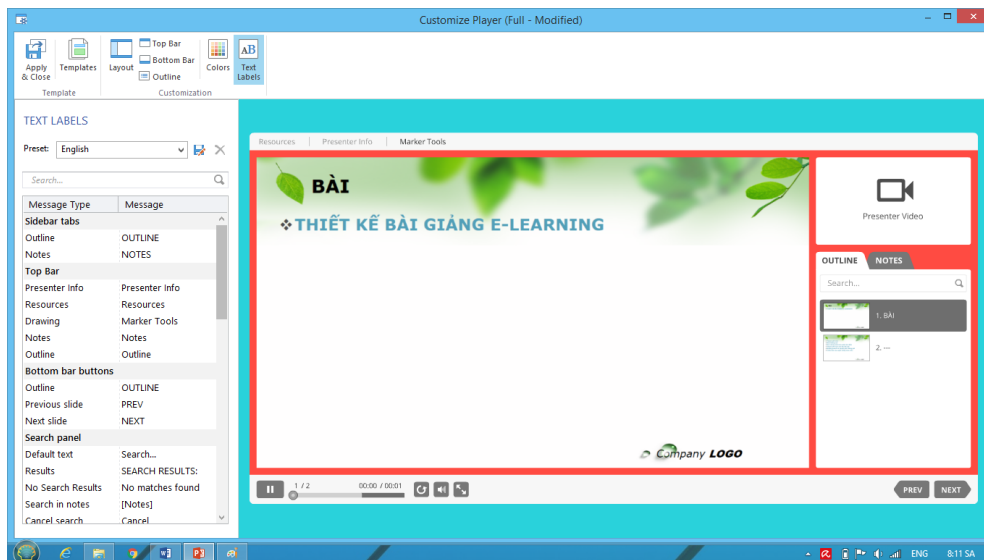 Customize Player (Full - Modified)
Apply & Close
Templates
Layout
Top Bar
Bottom Bar
Outline
Colors
AB
Text Labels
Template
Customization
TEXT LABELS
Preset: English
Search...
Message Type Message
Sidebar tabs
Outline OUTLINE
Notes NOTES
Top Bar
Presenter Info Presenter Info
Resources Resources
Drawing Marker Tools
Notes Notes
Outline Outline
Bottom bar buttons
Outline OUTLINE
Previous slide PREV
Next slide NEXT
Search panel
Default text Search...
Results SEARCH RESULTS:
No Search Results No matches found
Search in notes [Notes]
Cancel search Cancel
Resources Presenter Info Marker Tools
BÀI
❖THIẾT KẾ BÀI GIẢNG E-LEARNING
Company LOGO
Presenter Video
OUTLINE NOTES
Search...
1. BÀI
2. ---
1 / 2 00:00 / 00:01
PREV NEXT
ENG 8:11 SA